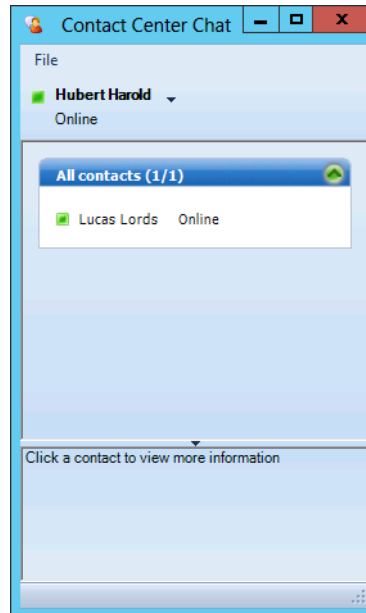 Contact Center Chat
File
Hubert Harold
Online
All contacts (1/1)
Lucas Lords Online
Click a contact to view more information